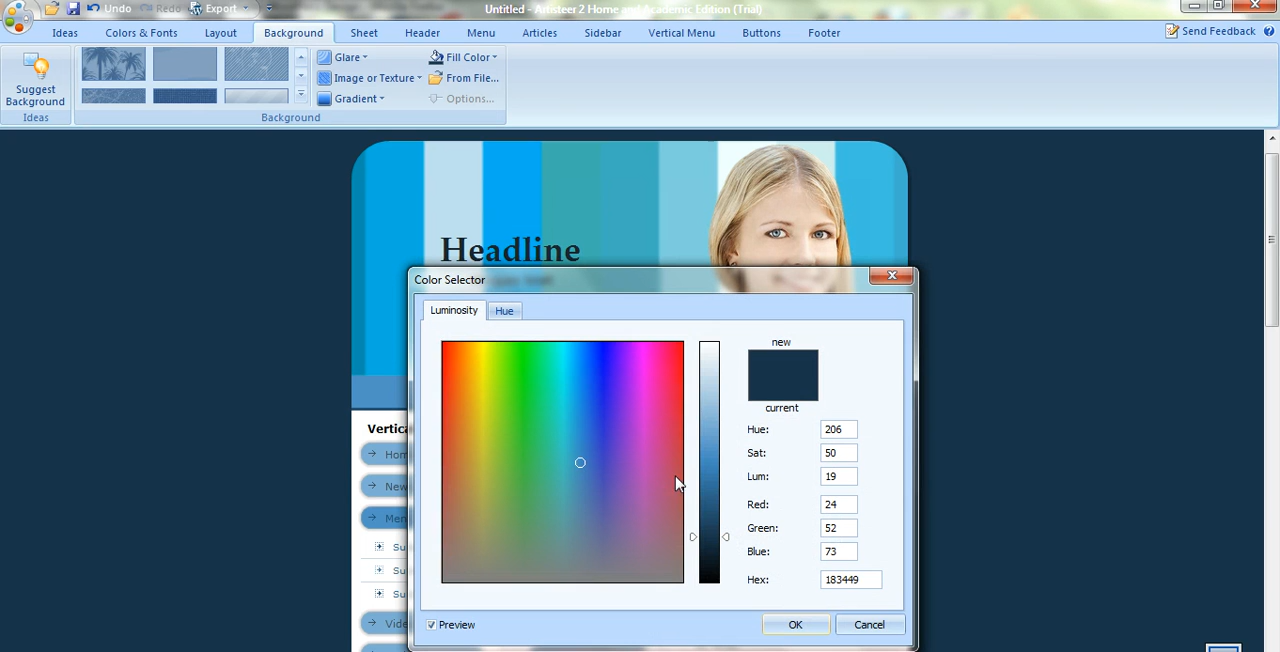 Untitled - Artisteer 2 Home and Academic Edition (Trial)
Undo Redo Export
Ideas Colors & Fonts Layout Background Sheet Header Menu Articles Sidebar Vertical Menu Buttons Footer Send Feedback
Suggest
Background
Ideas
Glare Fill Color
Image or Texture From File...
Gradient Options...
Background
Headline
Color Selector
Luminosity Hue
new
current
Hue: 206
Sat: 50
Lum: 19
Red: 24
Green: 52
Blue: 73
Hex: 183449
Preview OK Cancel
Vertica
Hom
New
Men
Su
Su
Su
Vide